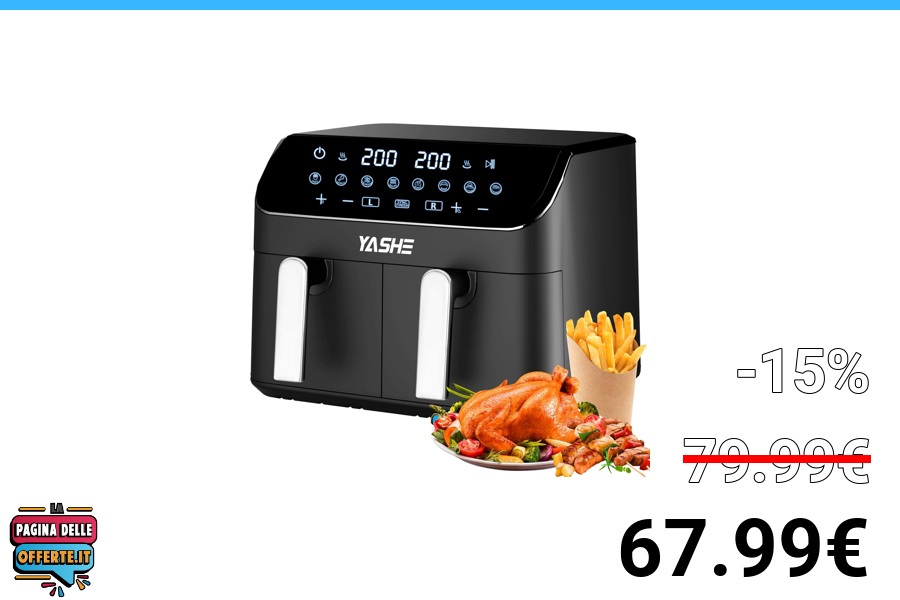 200 200
+ − L R + −
YASHE
-15%
79.99€
67.99€
LA
PAGINA DELLE
OFFERTE.IT